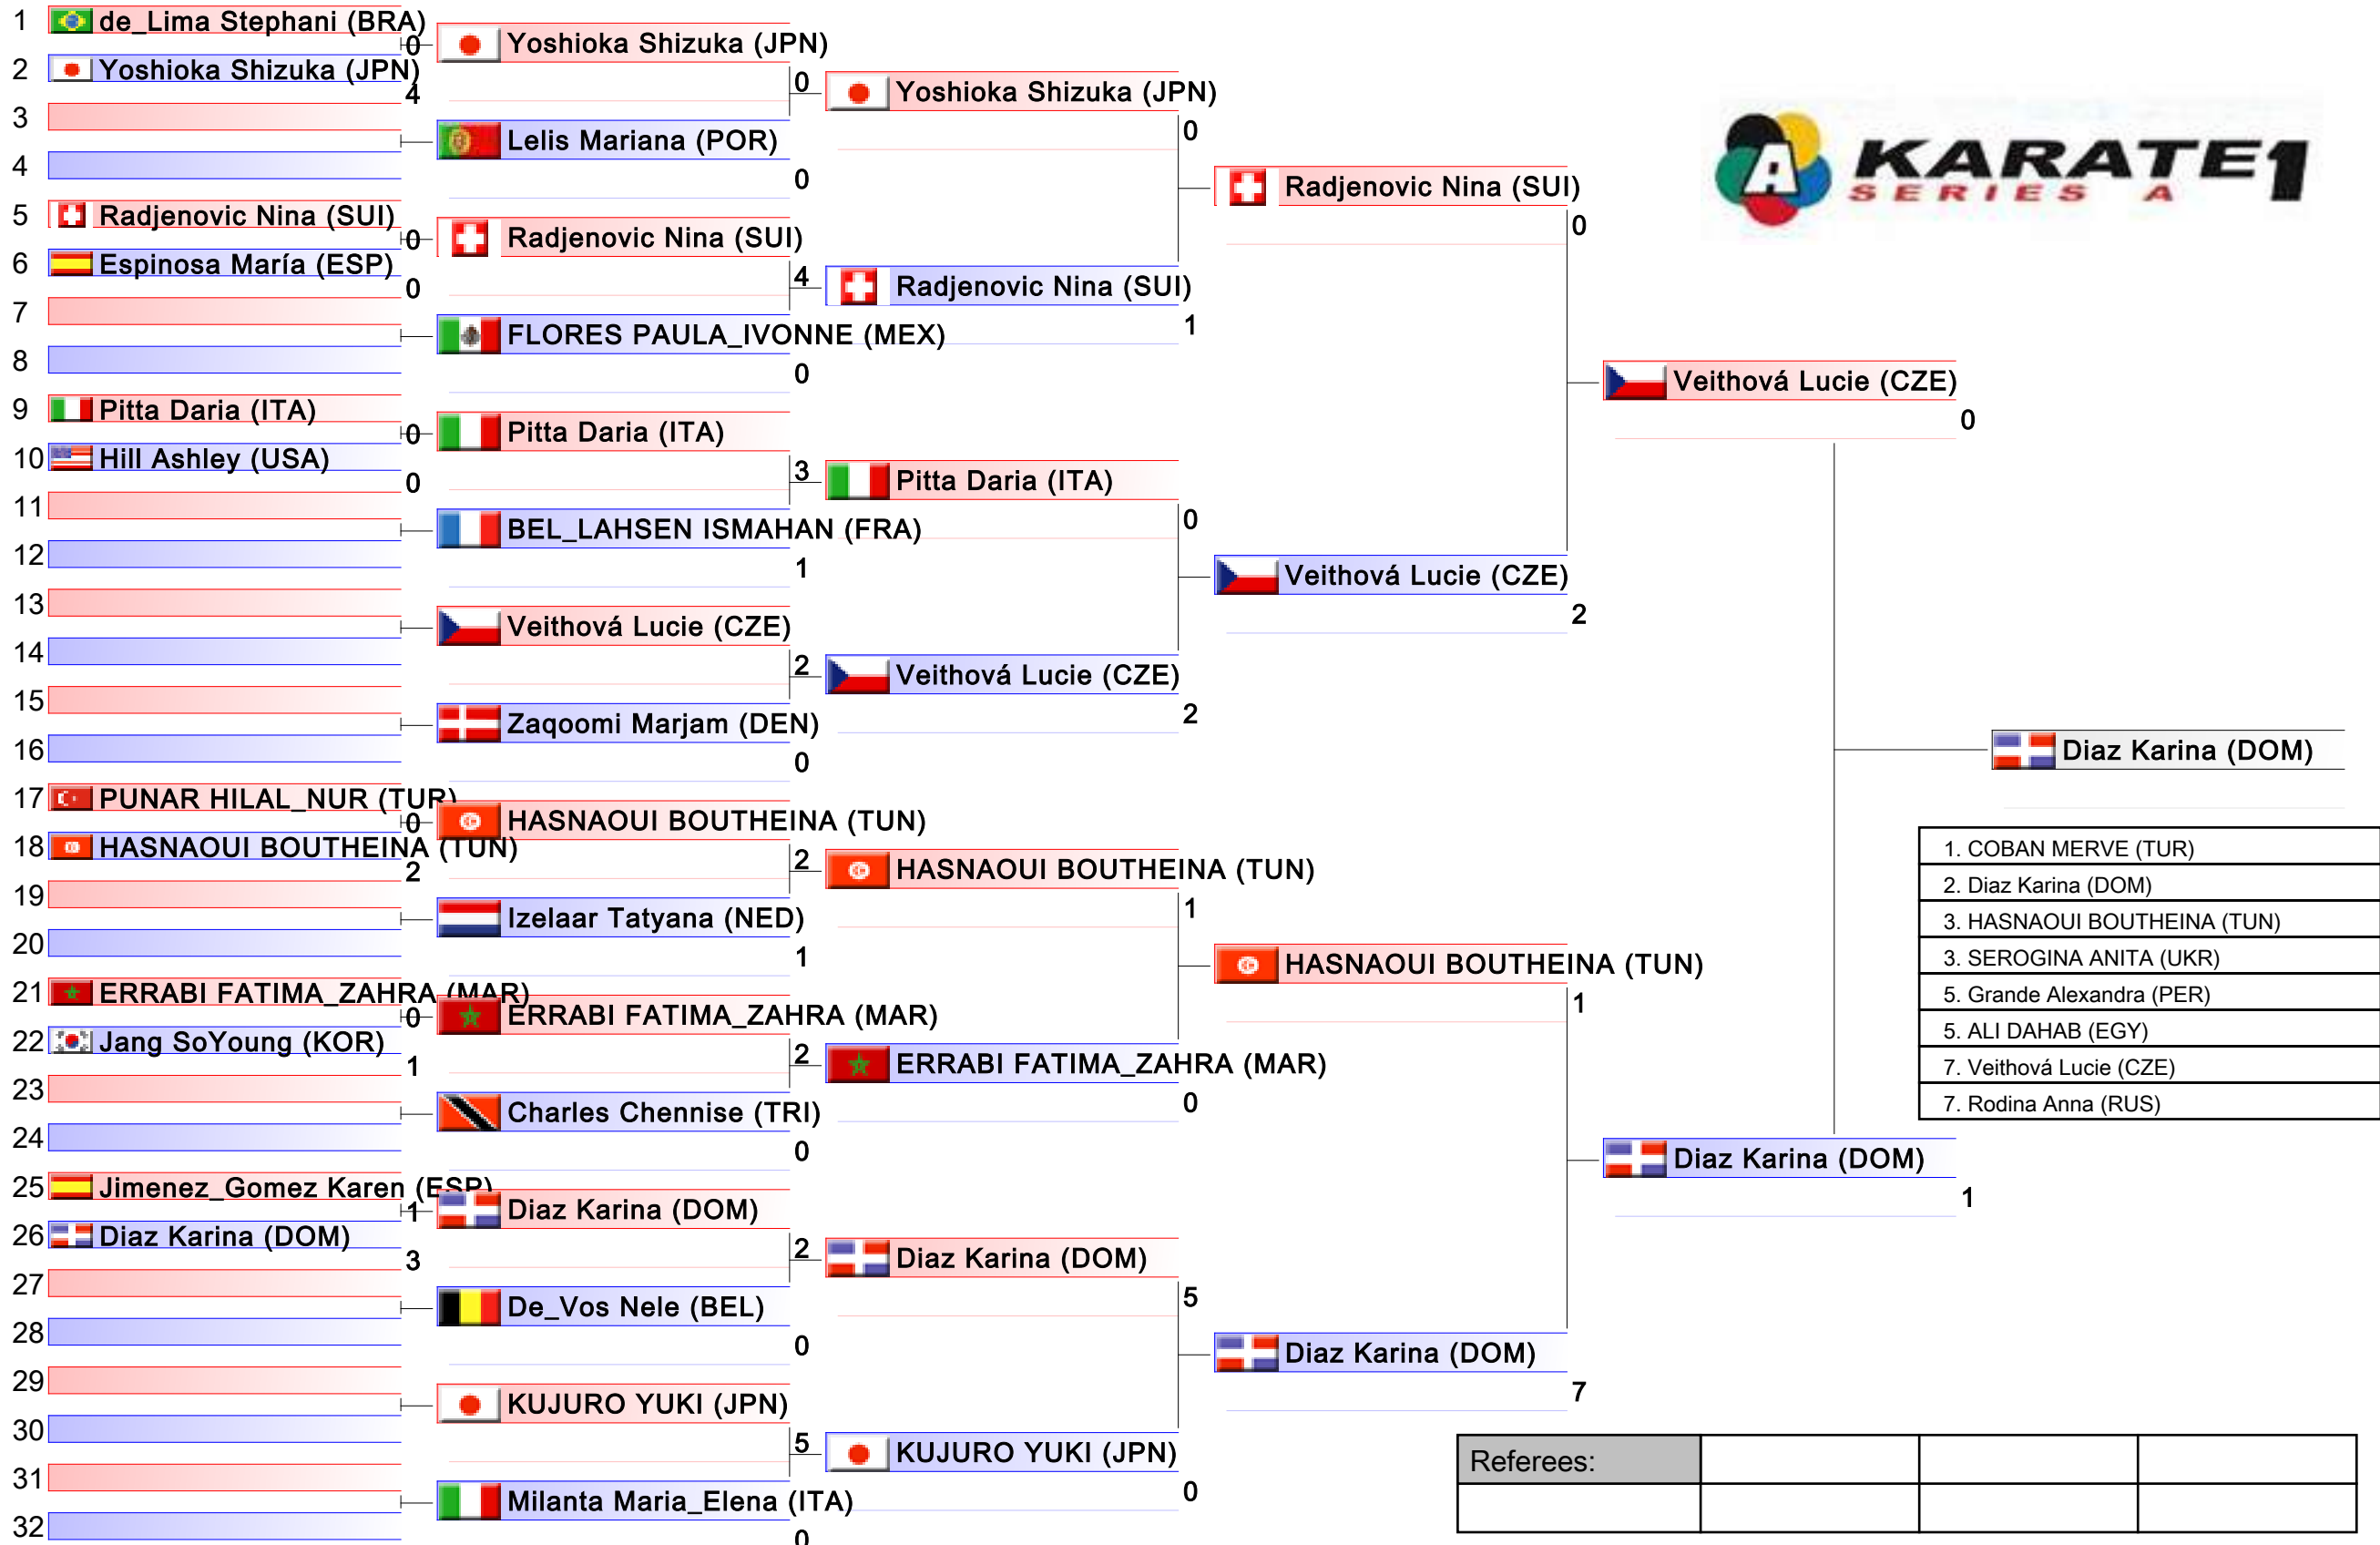 1 de_Lima Stephani (BRA)
0
2 Yoshioka Shizuka (JPN)
4
3
4
5 Radjenovic Nina (SUI)
0
6 Espinosa María (ESP)
0
7
8
9 Pitta Daria (ITA)
0
10 Hill Ashley (USA)
0
11
12
13
14
15
16
17 PUNAR HILAL_NUR (TUR)
0
18 HASNAOUI BOUTHEINA (TUN)
2
19
20
21 ERRABI FATIMA_ZAHRA (MAR)
0
22 Jang SoYoung (KOR)
1
23
24
25 Jimenez_Gomez Karen (ESP)
1
26 Diaz Karina (DOM)
3
27
28
29
30
31
32
Yoshioka Shizuka (JPN)
0
Lelis Mariana (POR)
0
Radjenovic Nina (SUI)
4
FLORES PAULA_IVONNE (MEX)
0
Pitta Daria (ITA)
3
BEL_LAHSEN ISMAHAN (FRA)
1
Veithová Lucie (CZE)
2
Zaqoomi Marjam (DEN)
0
HASNAOUI BOUTHEINA (TUN)
2
Izelaar Tatyana (NED)
1
ERRABI FATIMA_ZAHRA (MAR)
2
Charles Chennise (TRI)
0
Diaz Karina (DOM)
2
De_Vos Nele (BEL)
0
KUJURO YUKI (JPN)
5
Milanta Maria_Elena (ITA)
0
Yoshioka Shizuka (JPN)
0
Radjenovic Nina (SUI)
1
Pitta Daria (ITA)
0
Veithová Lucie (CZE)
2
HASNAOUI BOUTHEINA (TUN)
1
ERRABI FATIMA_ZAHRA (MAR)
0
Diaz Karina (DOM)
5
KUJURO YUKI (JPN)
0
Radjenovic Nina (SUI)
0
Veithová Lucie (CZE)
2
HASNAOUI BOUTHEINA (TUN)
1
Diaz Karina (DOM)
7
Veithová Lucie (CZE)
0
Diaz Karina (DOM)
1
Diaz Karina (DOM)
A KARATE1
SERIES A
1. COBAN MERVE (TUR)
2. Diaz Karina (DOM)
3. HASNAOUI BOUTHEINA (TUN)
3. SEROGINA ANITA (UKR)
5. Grande Alexandra (PER)
5. ALI DAHAB (EGY)
7. Veithová Lucie (CZE)
7. Rodina Anna (RUS)
Referees: